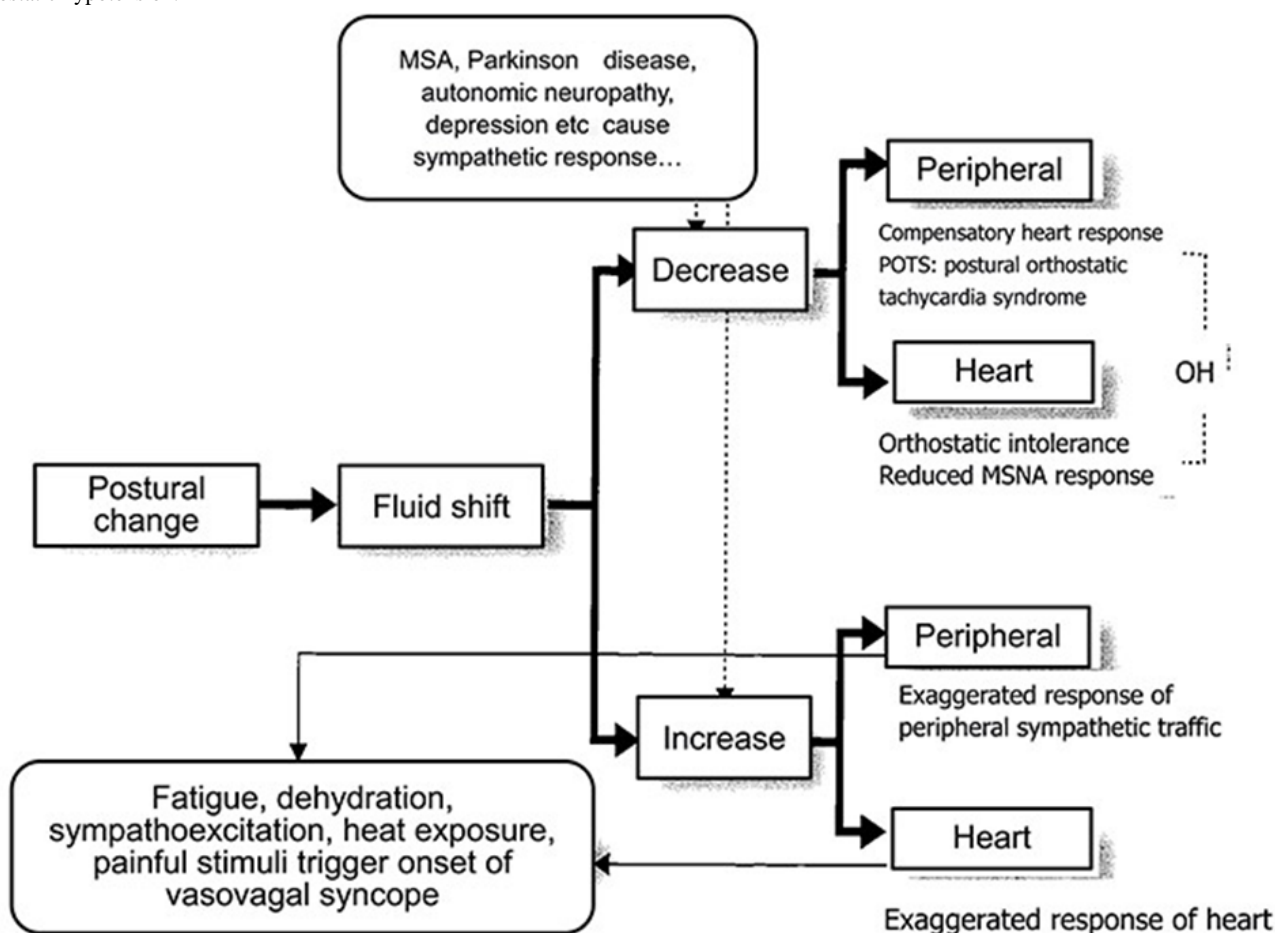 MSA, Parkinson disease,
autonomic neuropathy,
depression etc cause
sympathetic response...
Peripheral
Compensatory heart response
POTS: postural orthostatic
tachycardia syndrome
Decrease
Heart
OH
Orthostatic intolerance
Reduced MSNA response
Postural
change
Fluid shift
Peripheral
Exaggerated response of
peripheral sympathetic traffic
Increase
Fatigue, dehydration,
sympathoexcitation, heat exposure,
painful stimuli trigger onset of
vasovagal syncope
Heart
Exaggerated response of heart